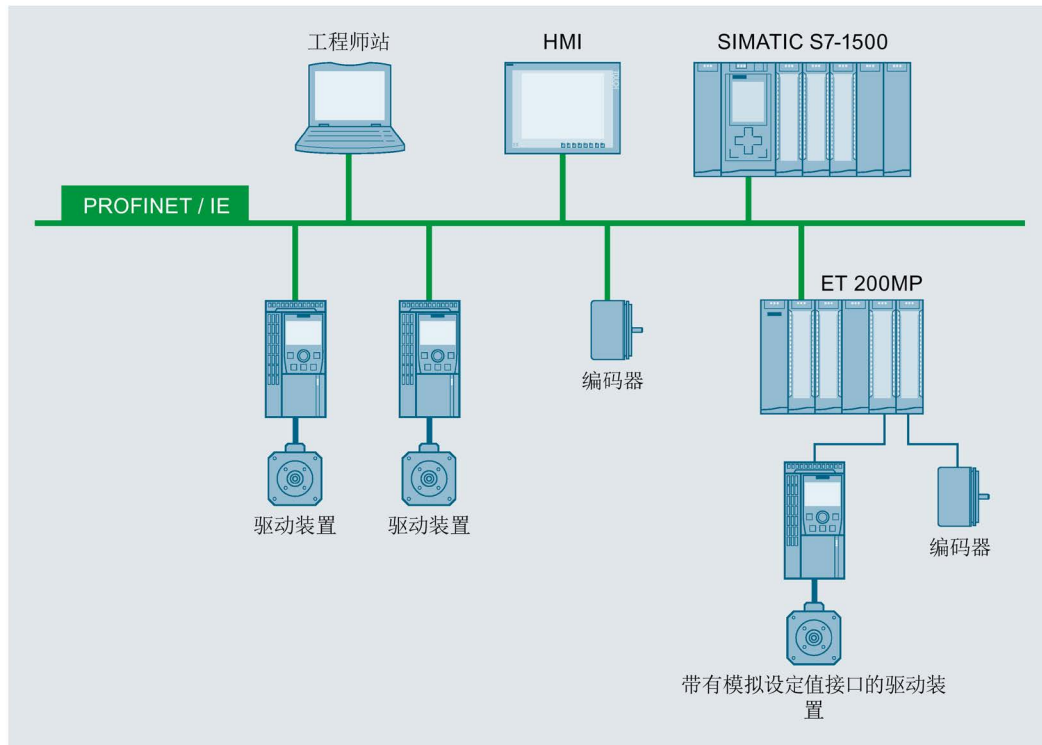 工程师站
HMI
SIMATIC S7-1500
PROFINET / IE
ET 200MP
编码器
驱动装置
驱动装置
编码器
带有模拟设定值接口的驱动装
置